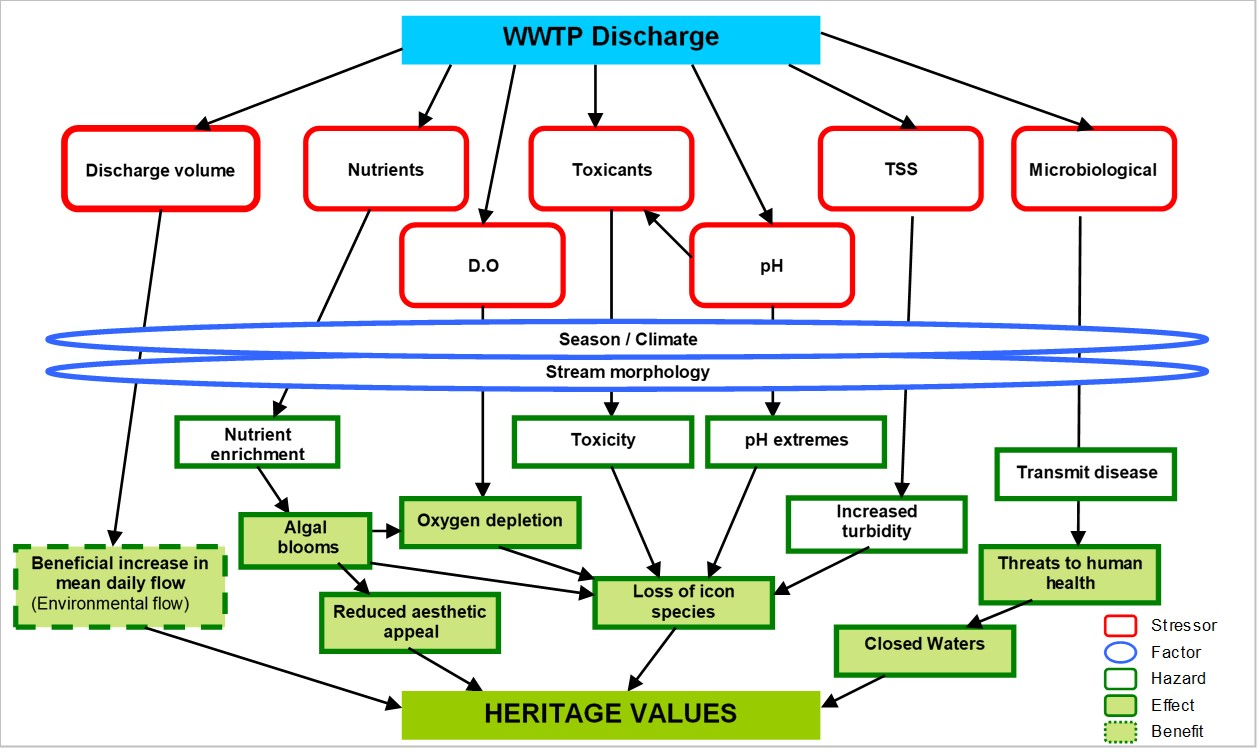 WWTP Discharge
Discharge volume
Nutrients
Toxicants
TSS
Microbiological
D.O
pH
Season / Climate
Stream morphology
Nutrient
enrichment
Toxicity
pH extremes
Transmit disease
Algal
blooms
Oxygen depletion
Increased
turbidity
Beneficial increase in
mean daily flow
(Environmental flow)
Threats to human
health
Reduced aesthetic
appeal
Loss of icon
species
Closed Waters
HERITAGE VALUES
Stressor
Factor
Hazard
Effect
Benefit